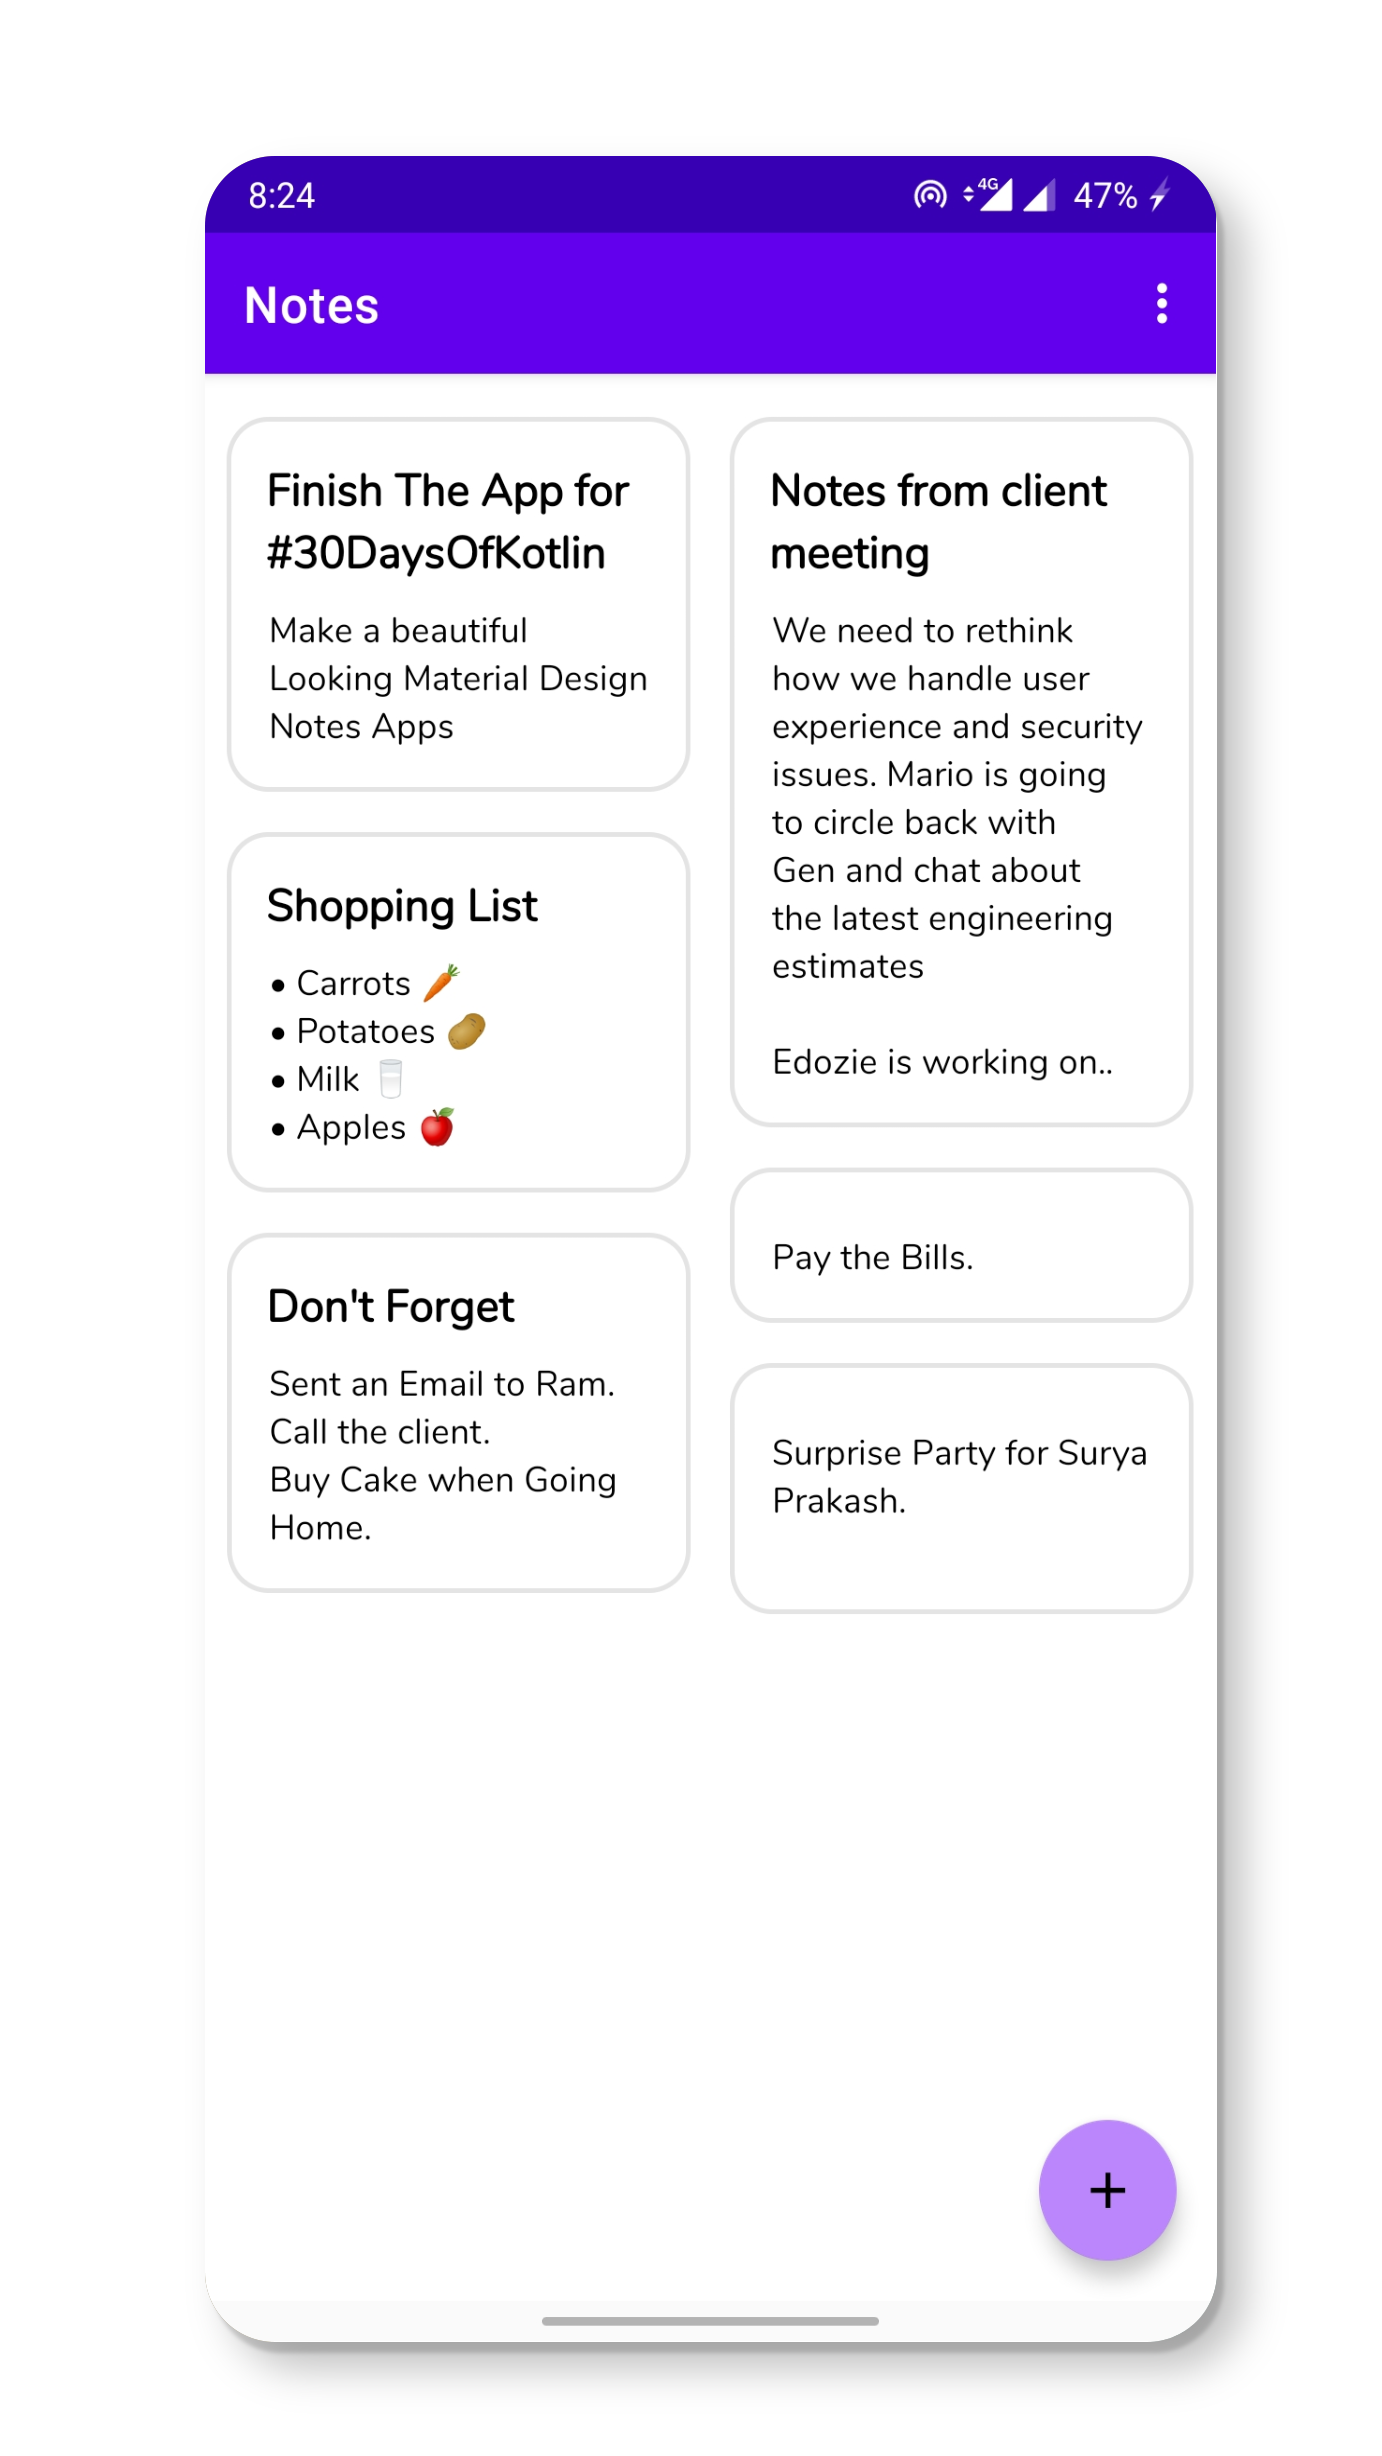 8:24
4G
47%
Notes
Finish The App for
#30DaysOfKotlin
Make a beautiful
Looking Material Design
Notes Apps
Shopping List
• Carrots 🥕
• Potatoes 🥔
• Milk 🥛
• Apples 🍎
Don't Forget
Sent an Email to Ram.
Call the client.
Buy Cake when Going
Home.
Notes from client
meeting
We need to rethink
how we handle user
experience and security
issues. Mario is going
to circle back with
Gen and chat about
the latest engineering
estimates
Edozie is working on..
Pay the Bills.
Surprise Party for Surya
Prakash.
+